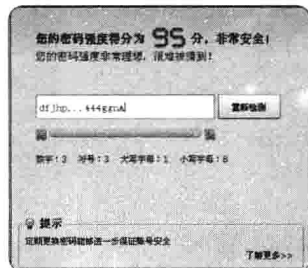 您的密码强度得分为 95 分，非常安全！
您的密码强度非常理想，很难被猜到！
dfjhp...444ggnA
重新检测
数字：3 符号：3 大写字母：1 小写字母：8
提示
定期更换密码能够进一步保证账号安全
了解更多>>